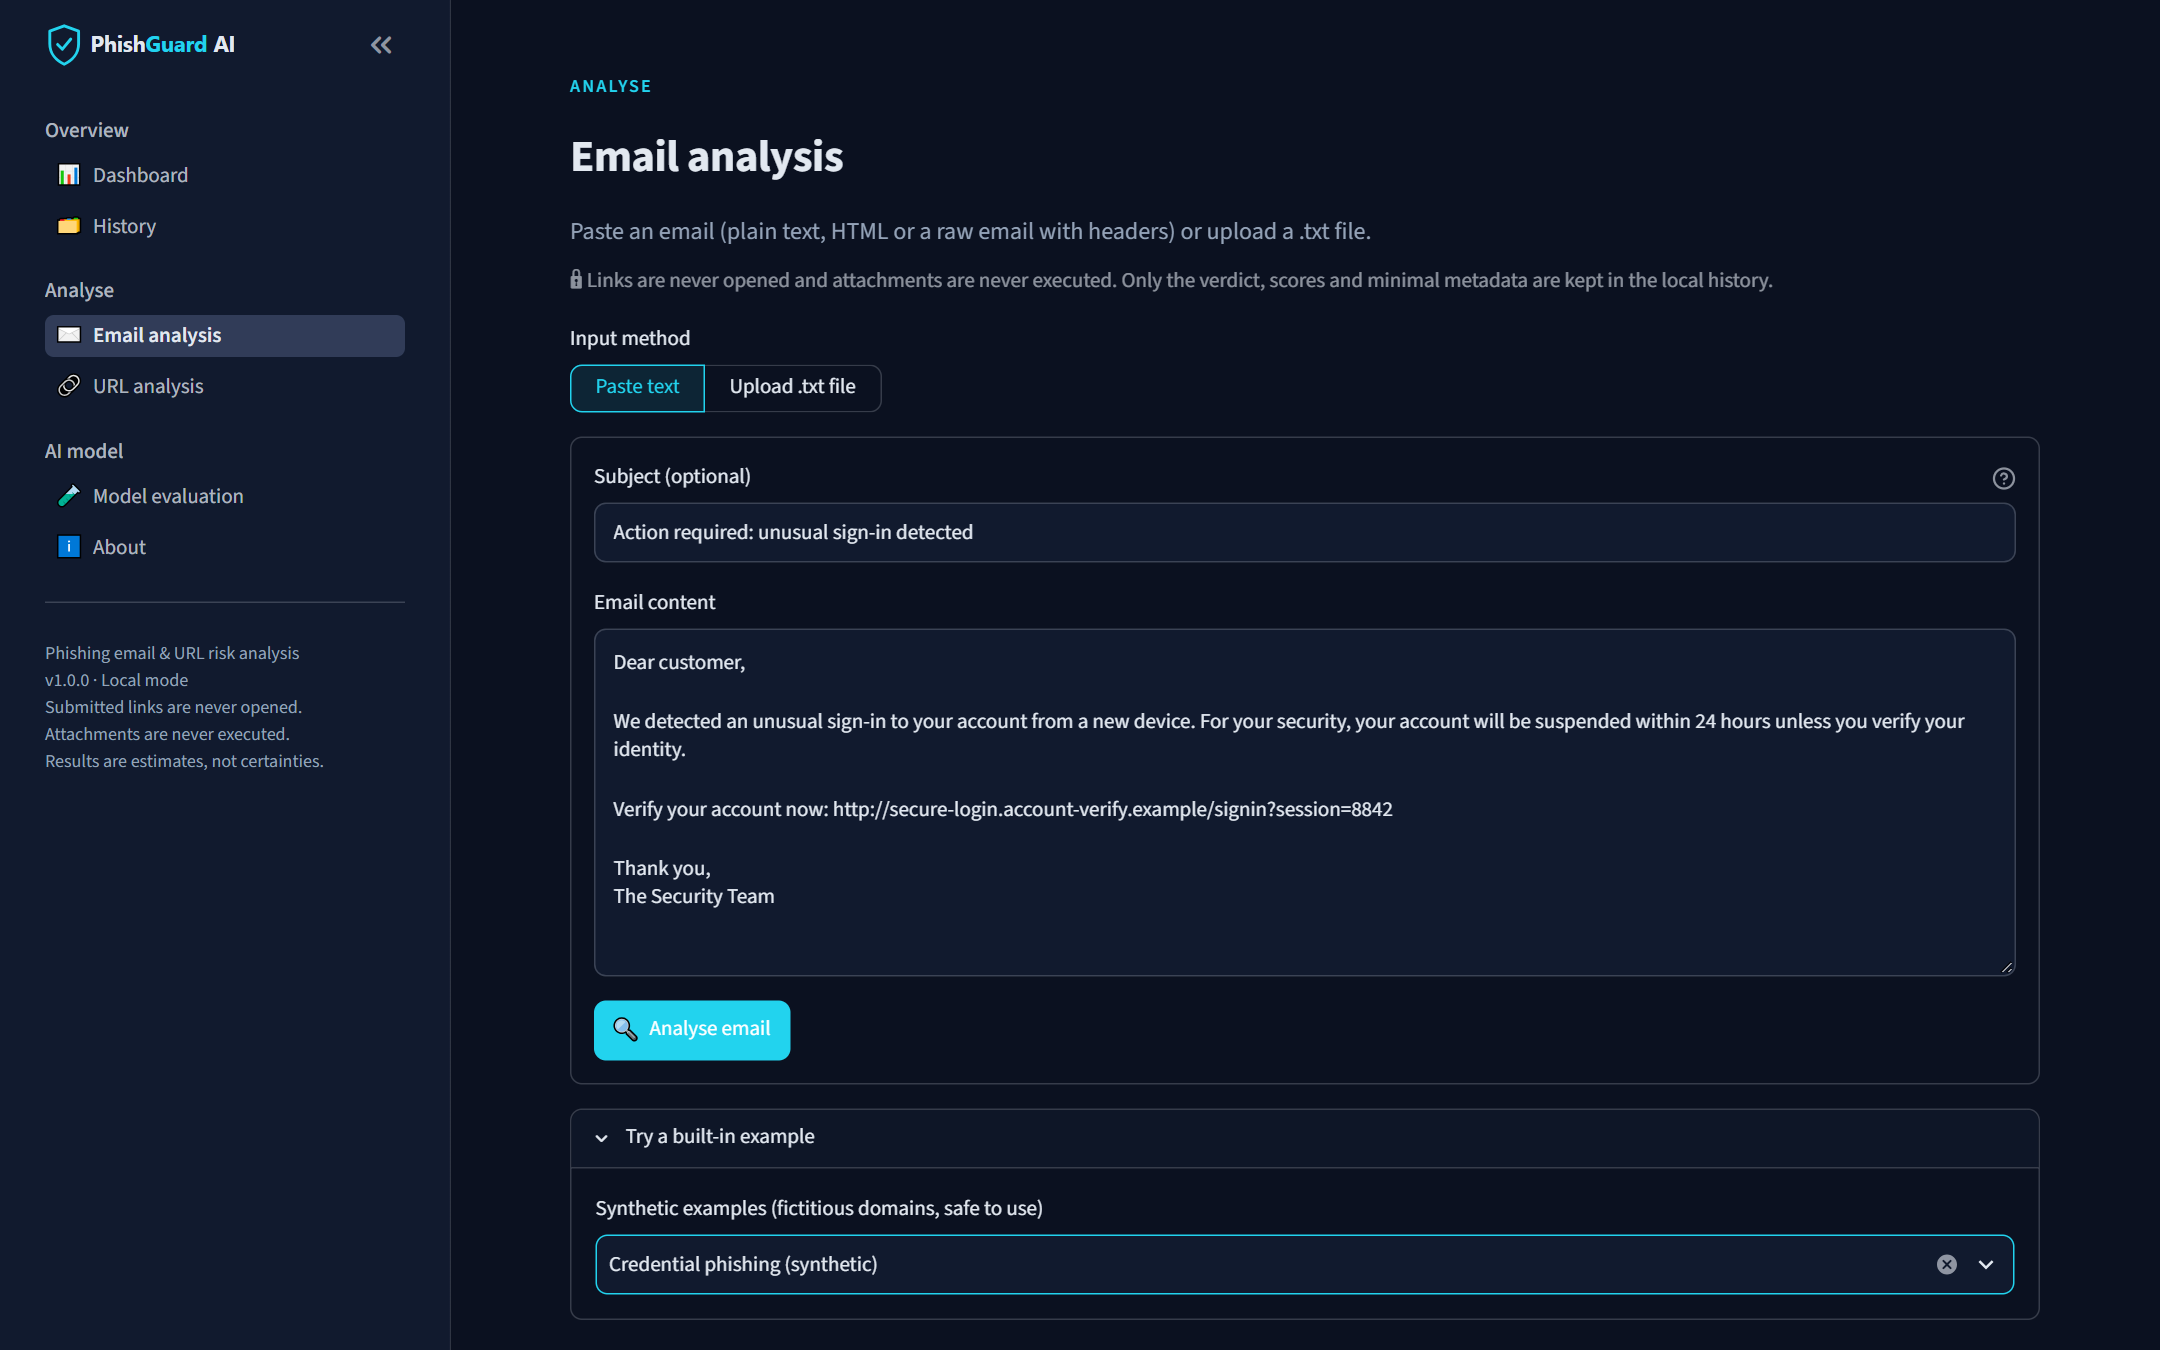 PhishGuard AI
Overview
Dashboard
History
Analyse
Email analysis
URL analysis
AI model
Model evaluation
About
Phishing email & URL risk analysis
v1.0.0 · Local mode
Submitted links are never opened.
Attachments are never executed.
Results are estimates, not certainties.
ANALYSE
Email analysis
Paste an email (plain text, HTML or a raw email with headers) or upload a .txt file.
Links are never opened and attachments are never executed. Only the verdict, scores and minimal metadata are kept in the local history.
Input method
Paste text
Upload .txt file
Subject (optional)
Action required: unusual sign-in detected
Email content
Dear customer,
We detected an unusual sign-in to your account from a new device. For your security, your account will be suspended within 24 hours unless you verify your
identity.
Verify your account now: http://secure-login.account-verify.example/signin?session=8842
Thank you,
The Security Team
Analyse email
Try a built-in example
Synthetic examples (fictitious domains, safe to use)
Credential phishing (synthetic)